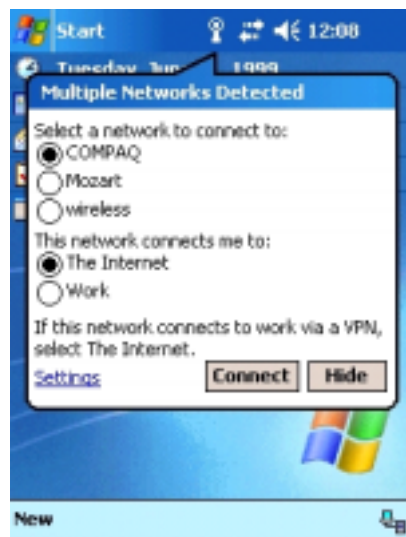 Start 12:08
Tuesday, Jun 1999
Multiple Networks Detected
Select a network to connect to:
COMPAQ
Mozart
wireless
This network connects me to:
The Internet
Work
If this network connects to work via a VPN,
select The Internet.
Settings Connect Hide
New